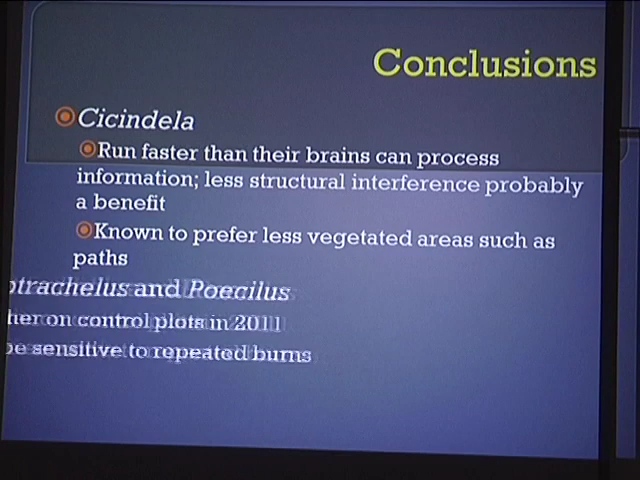 Conclusions
Cicindela
Run faster than their brains can process
information; less structural interference probably
a benefit
Known to prefer less vegetated areas such as
paths
and Poecilus
on control plots in 2011
sensitive to repeated burns